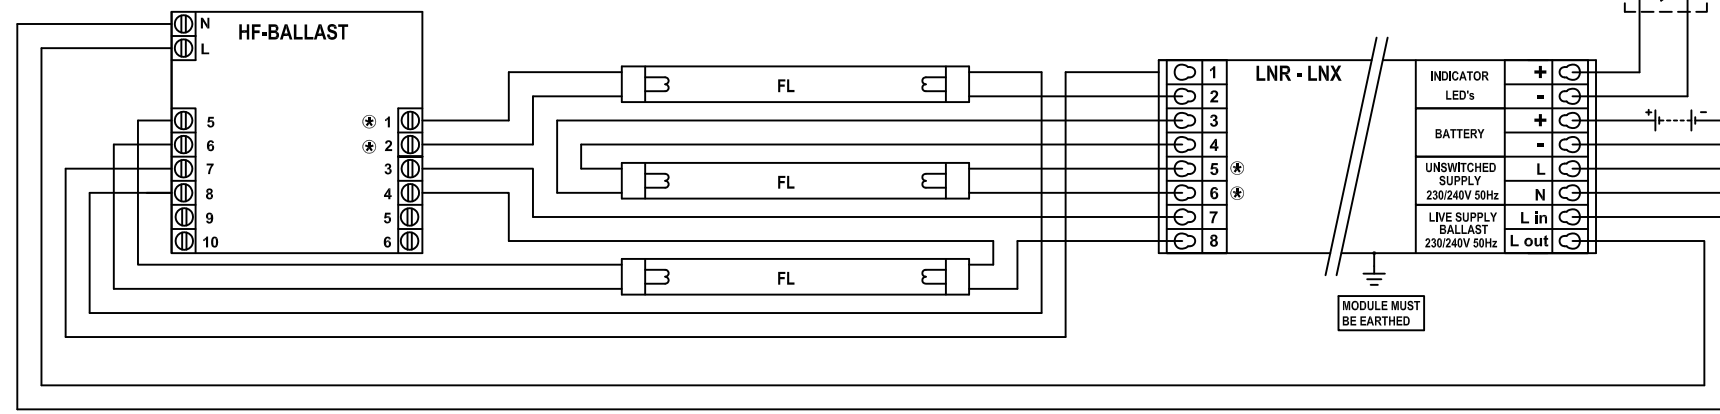 N
L
HF-BALLAST
5
6
7
8
9
10
* 1
* 2
3
4
5
6
FL
FL
FL
1
2
3
4
5 *
6 *
7
8
LNR - LNX
INDICATOR
LED's
+
-
BATTERY
+
-
UNSWITCHED
SUPPLY
230/240V 50Hz
L
N
LIVE SUPPLY
BALLAST
230/240V 50Hz
L in
L out
+ -
MODULE MUST
BE EARTHED